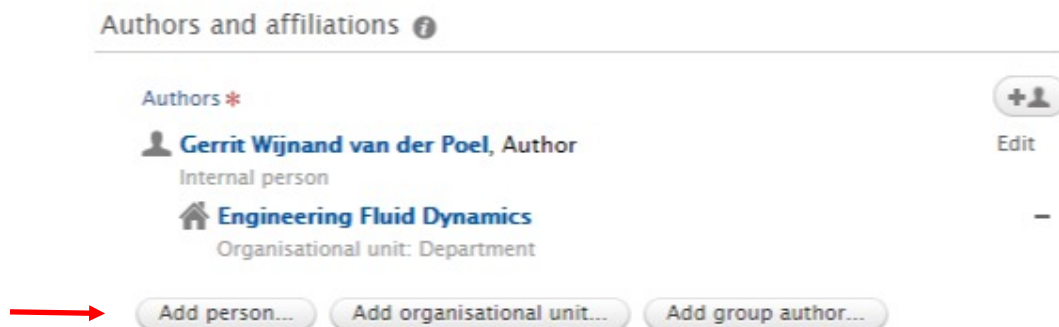 Authors and affiliations
Authors *
Gerrit Wijnand van der Poel, Author
Edit
Internal person
Engineering Fluid Dynamics
Organisational unit: Department
Add person...
Add organisational unit...
Add group author...